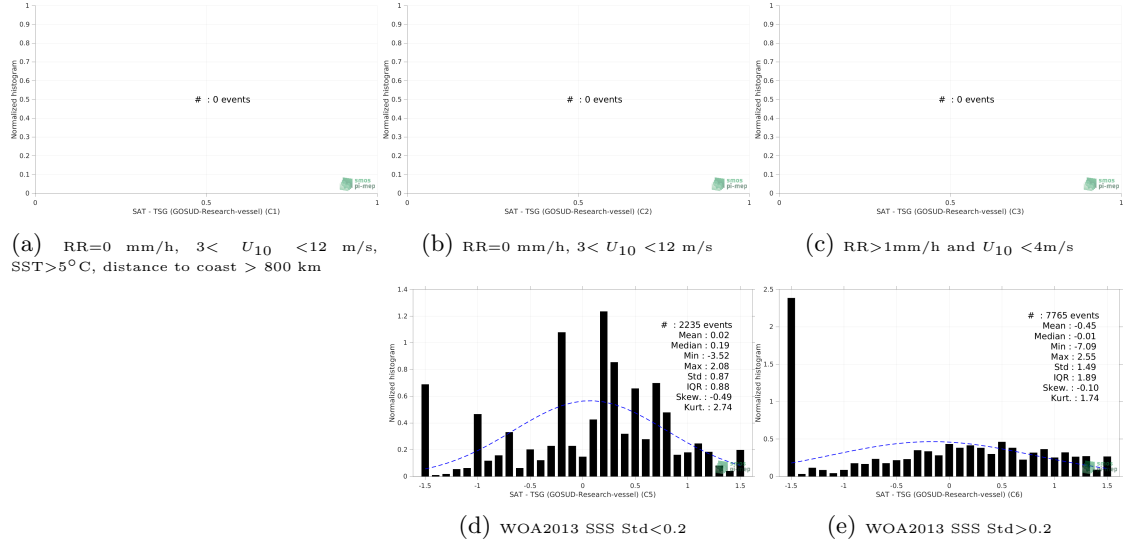 1
0.9
0.8
0.7
0.6
0.5
0.4
0.3
0.2
0.1
0
Normalized histogram
# : 0 events
smos
pi-mep
0 0.5 1
SAT - TSG (GOSUD-Research-vessel) (C1)
(a) RR=0 mm/h, 3< U10 <12 m/s,
SST>5°C, distance to coast > 800 km
1
0.9
0.8
0.7
0.6
0.5
0.4
0.3
0.2
0.1
0
Normalized histogram
# : 0 events
smos
pi-mep
0 0.5 1
SAT - TSG (GOSUD-Research-vessel) (C2)
(b) RR=0 mm/h, 3< U10 <12 m/s
1
0.9
0.8
0.7
0.6
0.5
0.4
0.3
0.2
0.1
0
Normalized histogram
# : 0 events
smos
pi-mep
0 0.5 1
SAT - TSG (GOSUD-Research-vessel) (C3)
(c) RR>1mm/h and U10 <4m/s
1.4
1.2
1
0.8
0.6
0.4
0.2
0
Normalized histogram
# : 2235 events
Mean : 0.02
Median : 0.19
Min : -3.52
Max : 2.08
Std : 0.87
IQR : 0.88
Skew. : -0.49
Kurt. : 2.74
-1.5 -1 -0.5 0 0.5 1 1.5
SAT - TSG (GOSUD-Research-vessel) (C5)
(d) WOA2013 SSS Std<0.2
2.5
2
1.5
1
0.5
0
Normalized histogram
# : 7765 events
Mean : -0.45
Median : -0.01
Min : -7.09
Max : 2.55
Std : 1.49
IQR : 1.89
Skew. : -0.10
Kurt. : 1.74
-1.5 -1 -0.5 0 0.5 1 1.5
SAT - TSG (GOSUD-Research-vessel) (C6)
(e) WOA2013 SSS Std>0.2